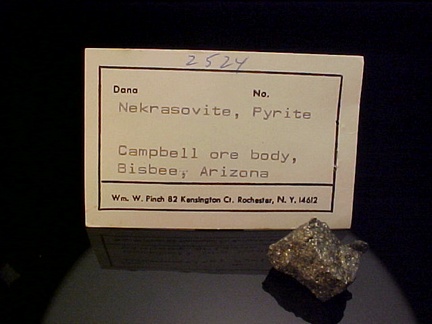 2524
Dana No.
Nekrasovite, Pyrite
Campbell ore body,
Bisbee, Arizona
Wm. W. Pinch 82 Kensington Ct. Rochester, N. Y. 14612